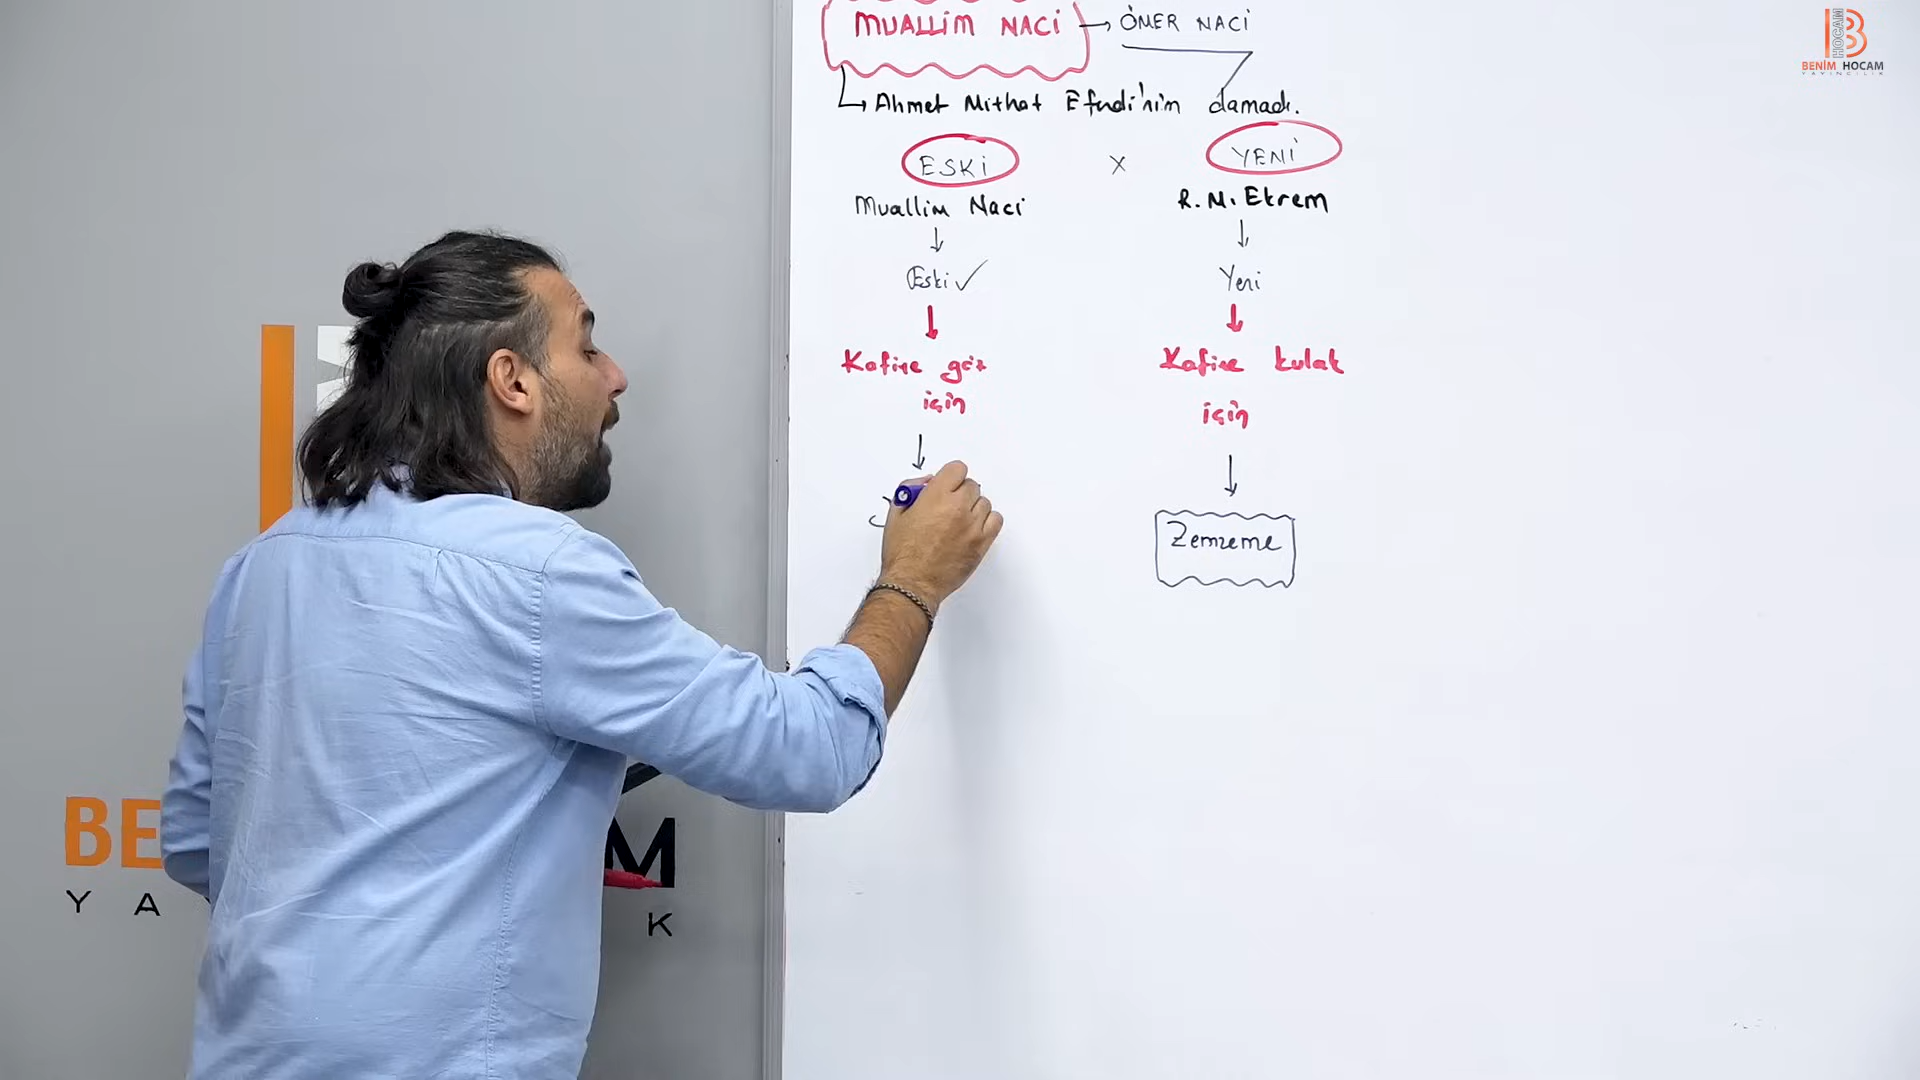 MUALLİM NACİ → ÖMER NACİ
Ahmet Mithat Efendi'nin damadı.
ESKİ x YENİ
Muallim Naci R. M. Ekrem
Eski ✓ Yeni
Kafiye göz için Kafiye kulak için
Zemzeme
BENİM HOCAM
YAYINCILIK
BE M
Y A K